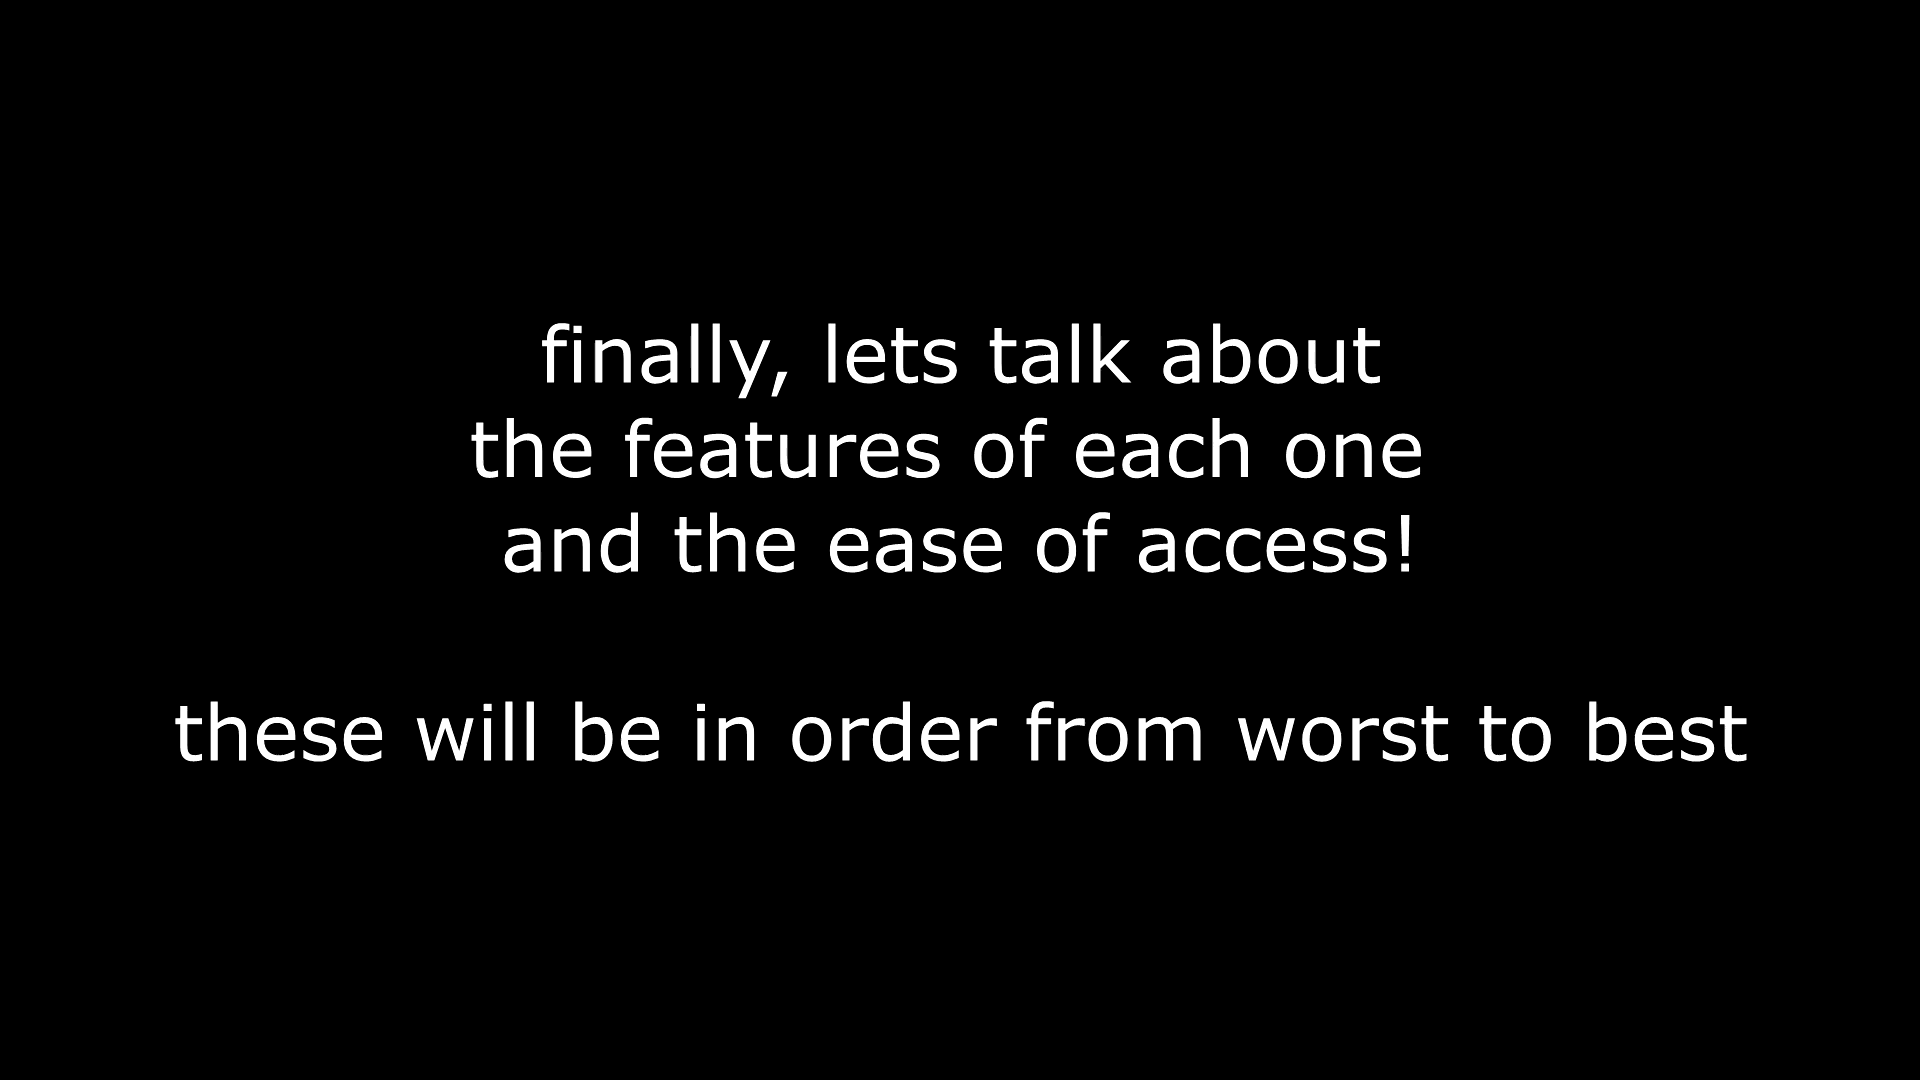 finally, lets talk about
the features of each one
and the ease of access!
these will be in order from worst to best